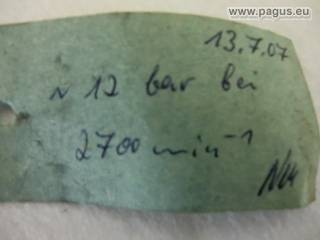 www.pagus.eu
13.7.07
~ 12 bar bei
2700 min⁻¹